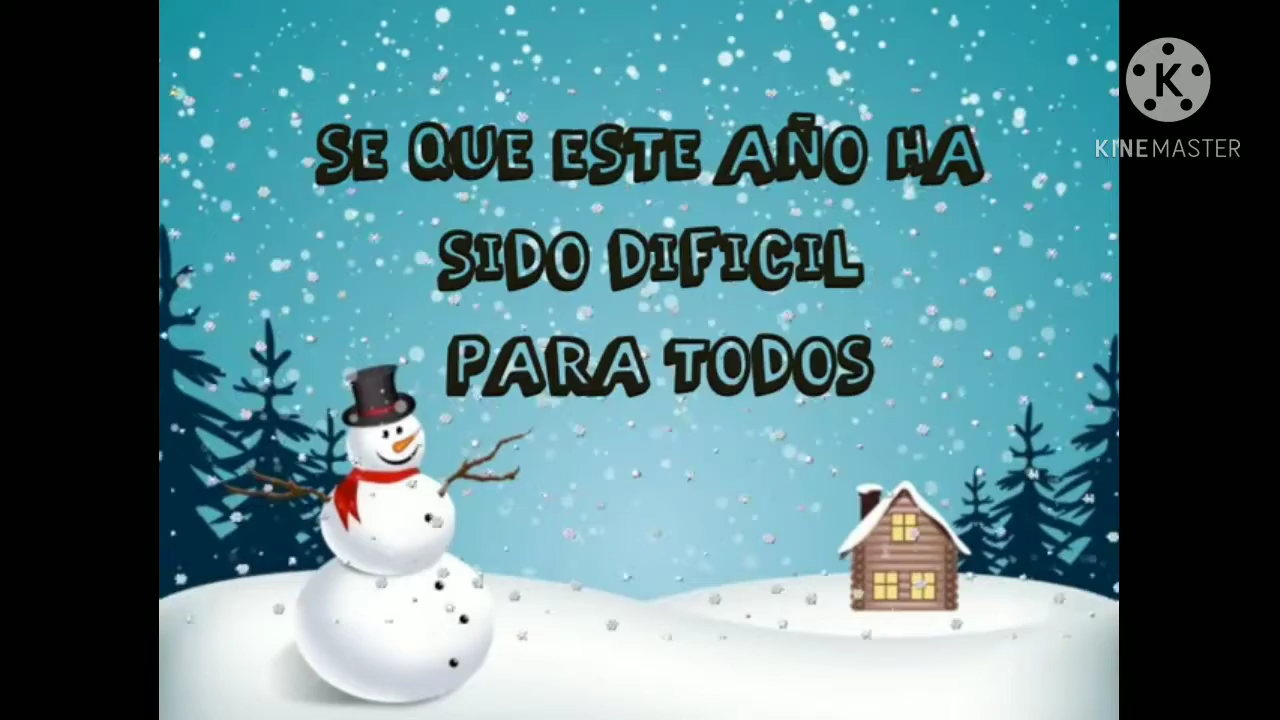 SE QUE ESTE AÑO HA
SIDO DIFICIL
PARA TODOS
K
KINEMASTER